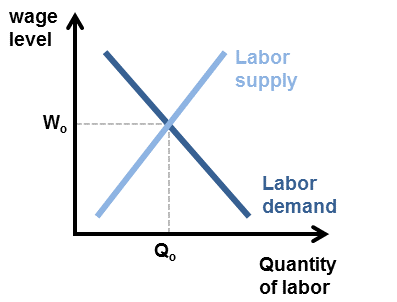 wage
level
Labor
supply
Wo
Labor
demand
Qo
Quantity
of labor